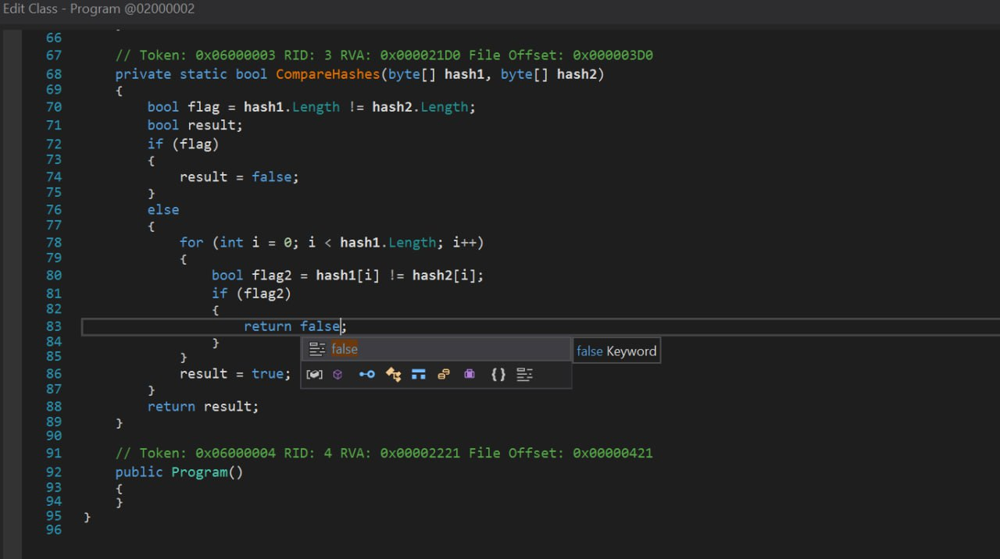 Edit Class - Program @02000002
66
67 // Token: 0x06000003 RID: 3 RVA: 0x000021D0 File Offset: 0x000003D0
68 private static bool CompareHashes(byte[] hash1, byte[] hash2)
69 {
70 bool flag = hash1.Length != hash2.Length;
71 bool result;
72 if (flag)
73 {
74 result = false;
75 }
76 else
77 {
78 for (int i = 0; i < hash1.Length; i++)
79 {
80 bool flag2 = hash1[i] != hash2[i];
81 if (flag2)
82 {
83 return false;
84 }
false
false Keyword
85 }
86 result = true;
87 }
88 return result;
89 }
90
91 // Token: 0x06000004 RID: 4 RVA: 0x00002221 File Offset: 0x00000421
92 public Program()
93 {
94 }
95 }
96